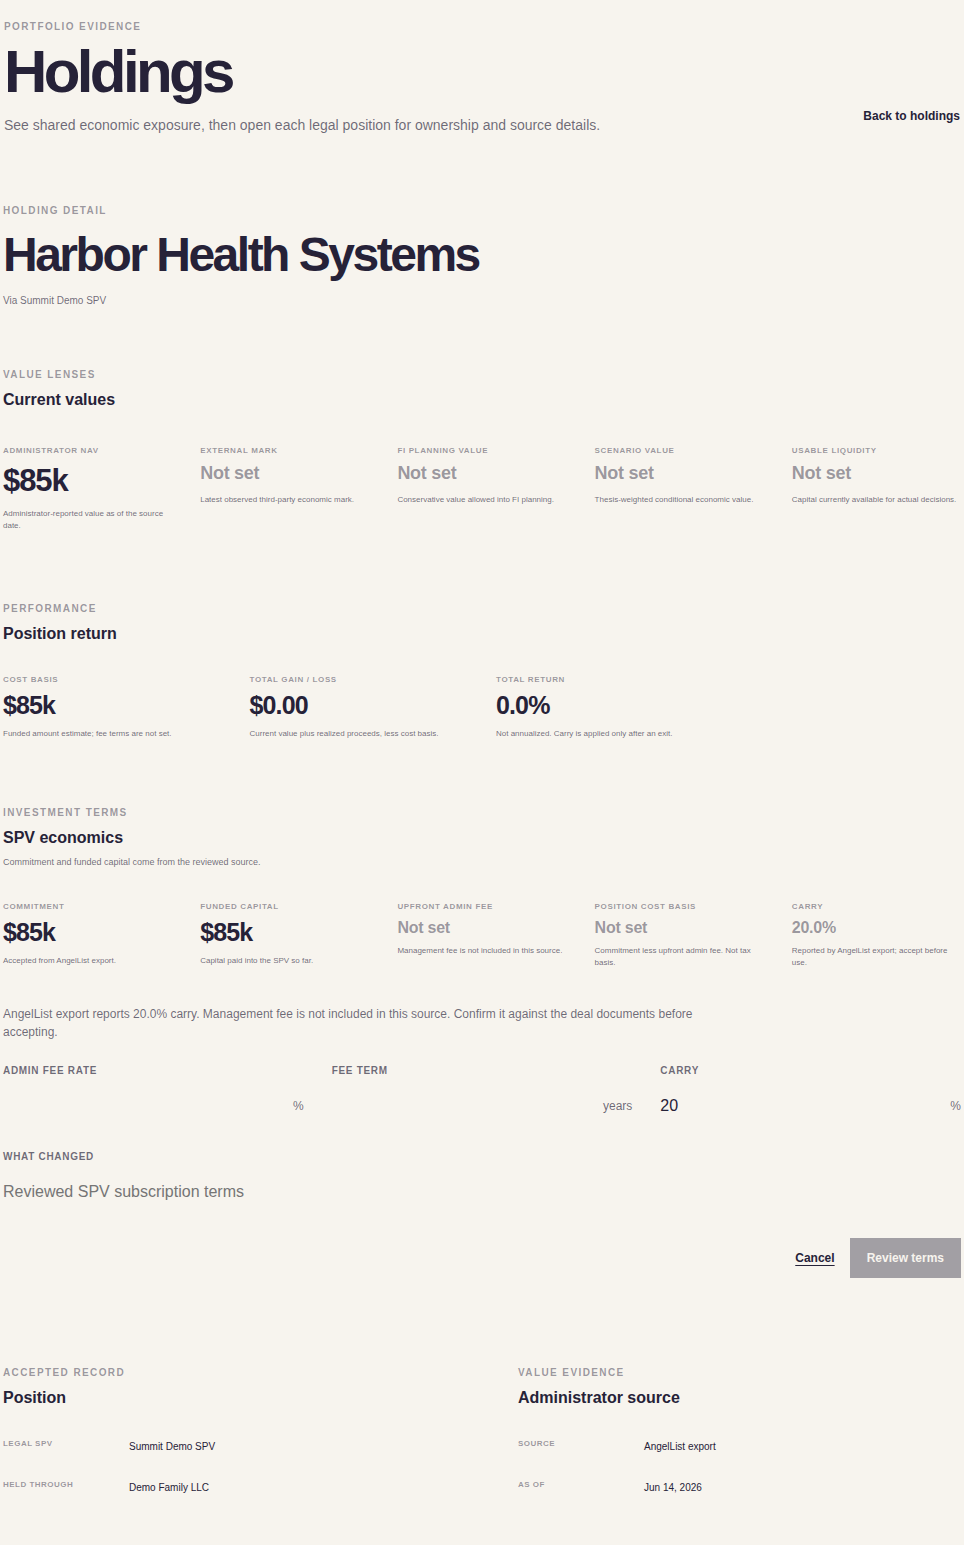 PORTFOLIO EVIDENCE
Holdings
See shared economic exposure, then open each legal position for ownership and source details.
Back to holdings
HOLDING DETAIL
Harbor Health Systems
Via Summit Demo SPV
VALUE LENSES
Current values
ADMINISTRATOR NAV
$85k
Administrator-reported value as of the source
date.
EXTERNAL MARK
Not set
Latest observed third-party economic mark.
FI PLANNING VALUE
Not set
Conservative value allowed into FI planning.
SCENARIO VALUE
Not set
Thesis-weighted conditional economic value.
USABLE LIQUIDITY
Not set
Capital currently available for actual decisions.
PERFORMANCE
Position return
COST BASIS
$85k
Funded amount estimate; fee terms are not set.
TOTAL GAIN / LOSS
$0.00
Current value plus realized proceeds, less cost basis.
TOTAL RETURN
0.0%
Not annualized. Carry is applied only after an exit.
INVESTMENT TERMS
SPV economics
Commitment and funded capital come from the reviewed source.
COMMITMENT
$85k
Accepted from AngelList export.
FUNDED CAPITAL
$85k
Capital paid into the SPV so far.
UPFRONT ADMIN FEE
Not set
Management fee is not included in this source.
POSITION COST BASIS
Not set
Commitment less upfront admin fee. Not tax
basis.
CARRY
20.0%
Reported by AngelList export; accept before
use.
AngelList export reports 20.0% carry. Management fee is not included in this source. Confirm it against the deal documents before
accepting.
ADMIN FEE RATE
%
FEE TERM
years
CARRY
20
%
WHAT CHANGED
Reviewed SPV subscription terms
Cancel
Review terms
ACCEPTED RECORD
Position
LEGAL SPV
Summit Demo SPV
HELD THROUGH
Demo Family LLC
VALUE EVIDENCE
Administrator source
SOURCE
AngelList export
AS OF
Jun 14, 2026